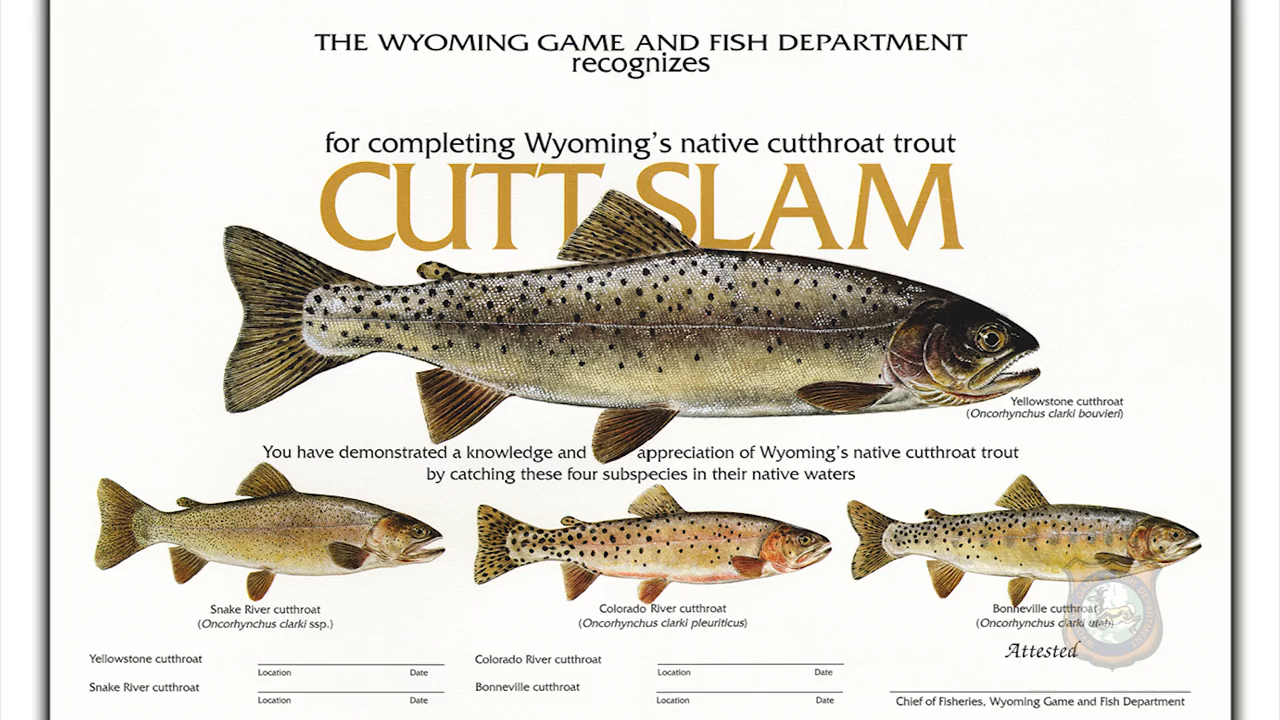 THE WYOMING GAME AND FISH DEPARTMENT
recognizes
for completing Wyoming's native cutthroat trout
CUTT SLAM
Yellowstone cutthroat
(Oncorhynchus clarki bouvieri)
You have demonstrated a knowledge and appreciation of Wyoming's native cutthroat trout
by catching these four subspecies in their native waters
Snake River cutthroat
(Oncorhynchus clarki ssp.)
Colorado River cutthroat
(Oncorhynchus clarki pleuriticus)
Bonneville cutthroat
(Oncorhynchus clarki utah)
Attested
Yellowstone cutthroat
Location Date
Snake River cutthroat
Location Date
Colorado River cutthroat
Location Date
Bonneville cutthroat
Location Date
Chief of Fisheries, Wyoming Game and Fish Department